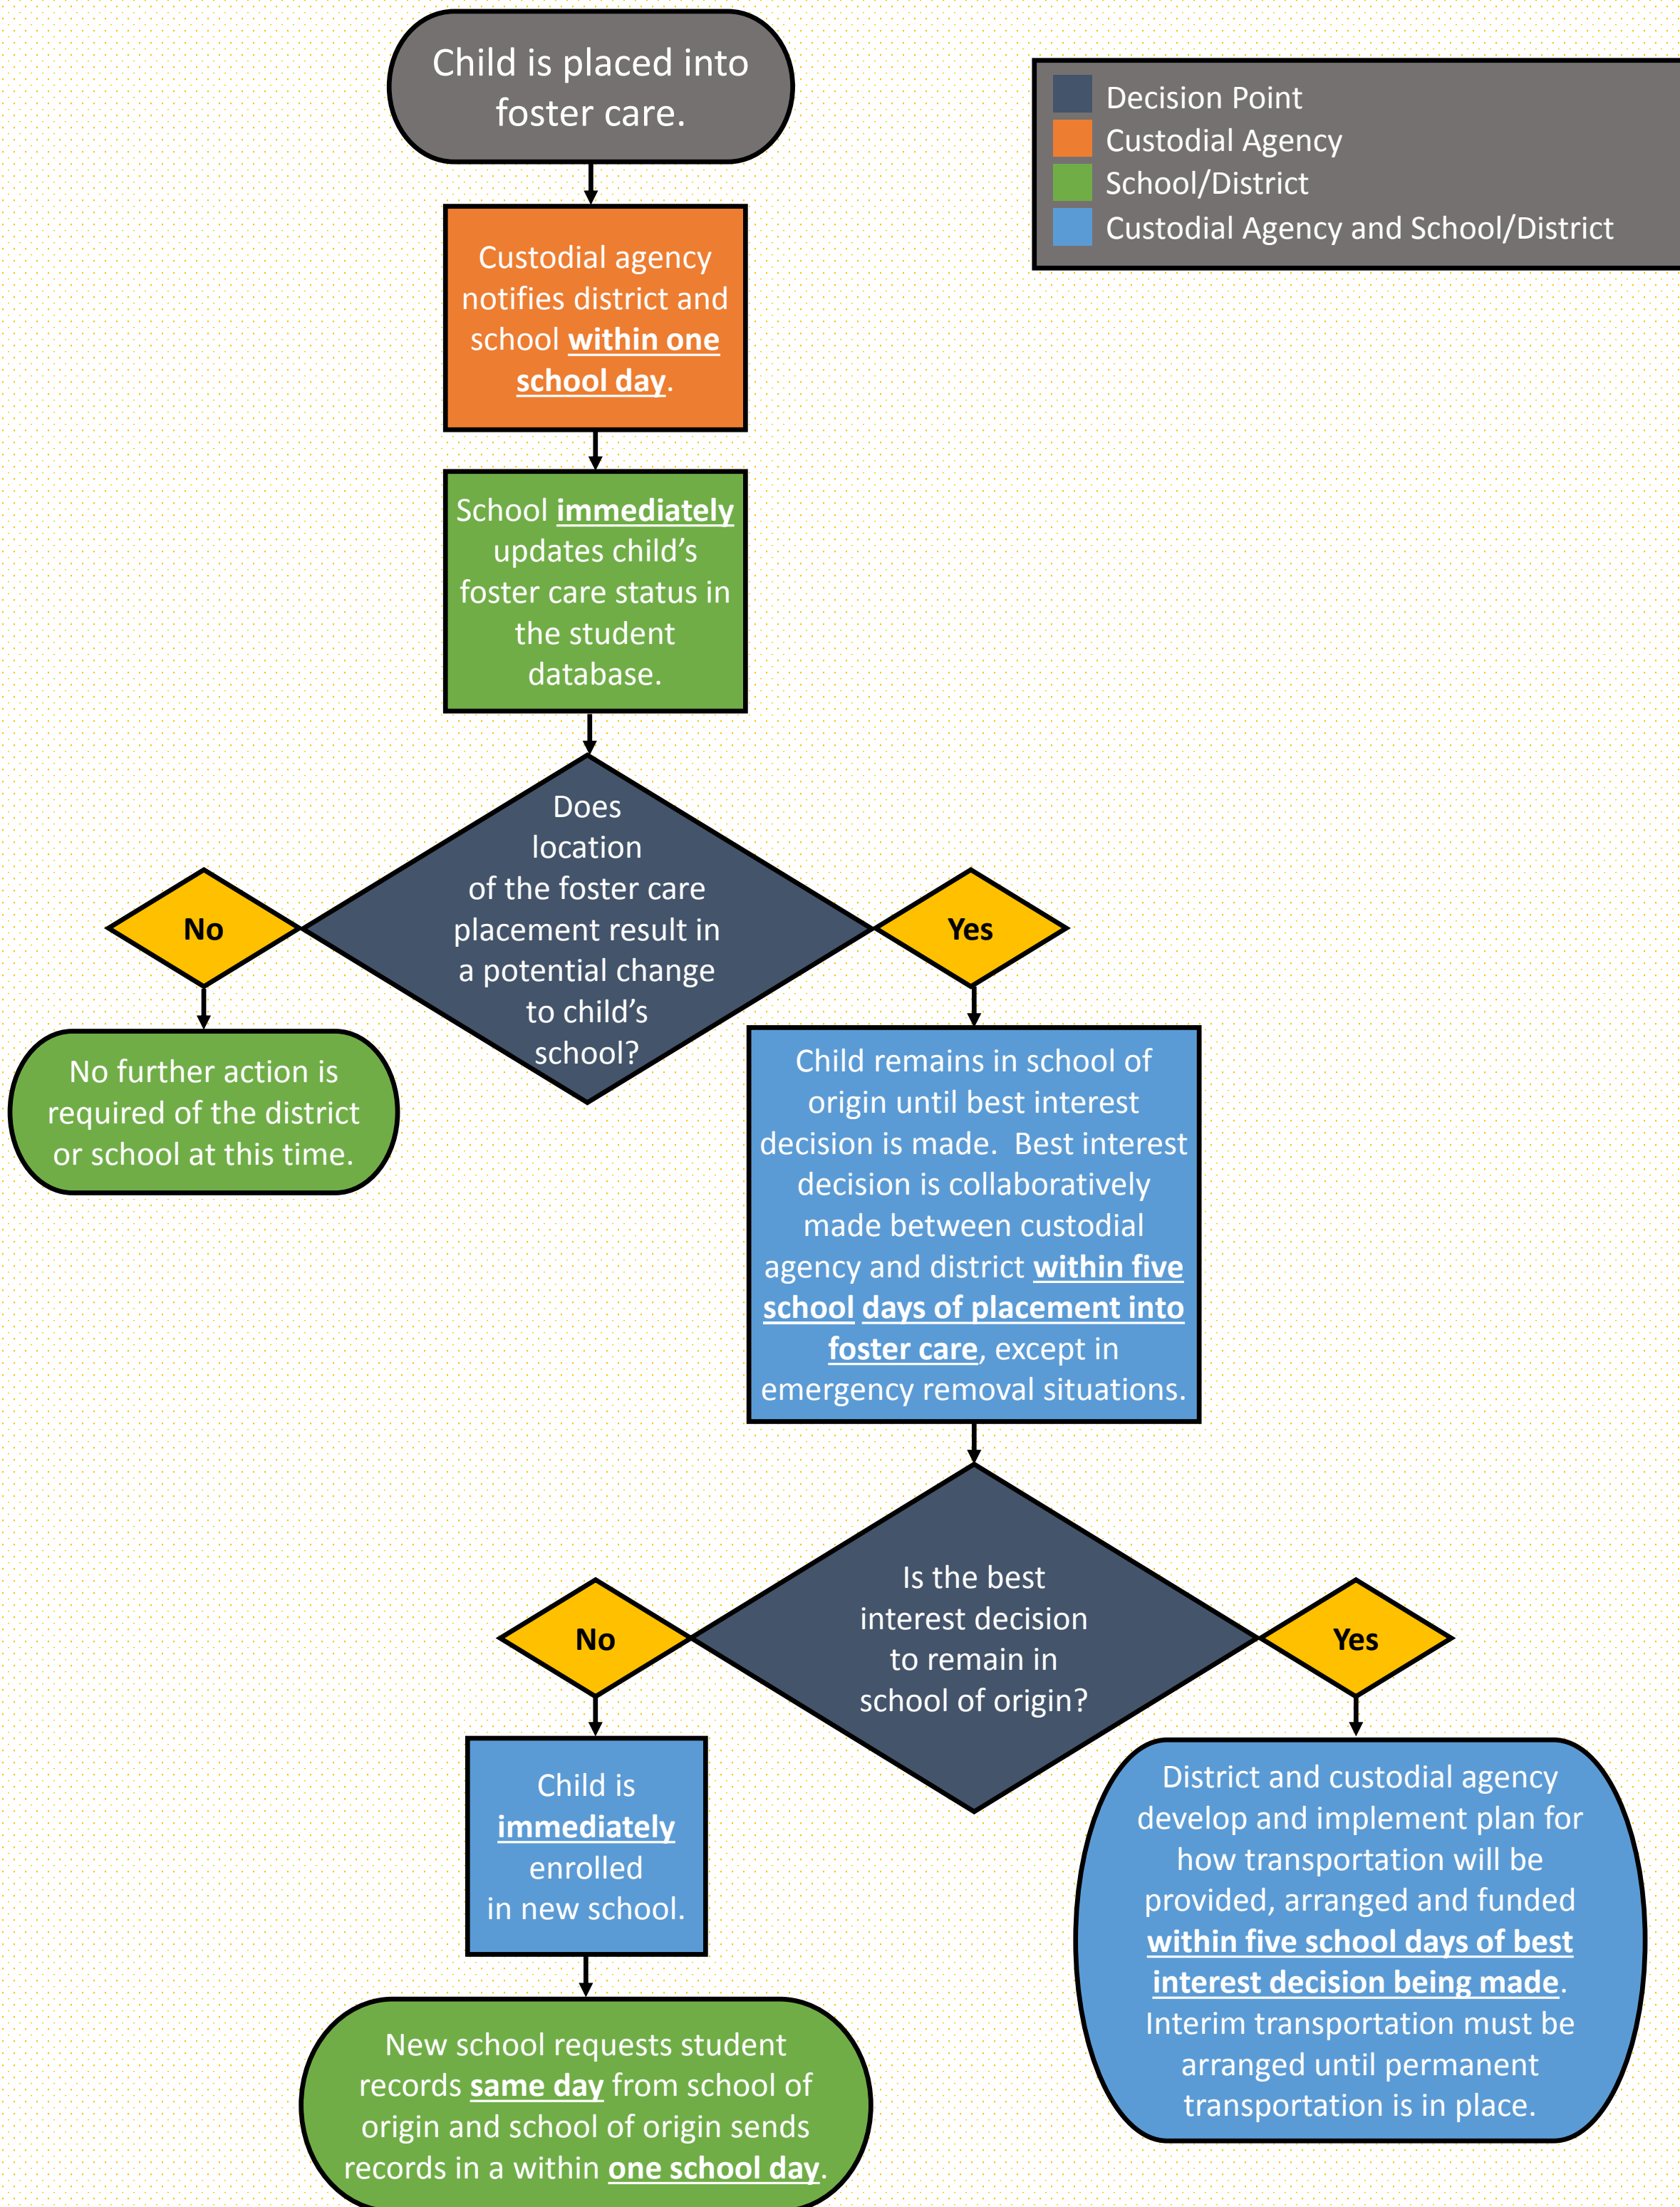 Child is placed into
foster care.
Decision Point
Custodial Agency
School/District
Custodial Agency and School/District
Custodial agency
notifies district and
school within one
school day.
School immediately
updates child’s
foster care status in
the student
database.
Does
location
of the foster care
placement result in
a potential change
to child’s
school?
No
Yes
No further action is
required of the district
or school at this time.
Child remains in school of
origin until best interest
decision is made.  Best interest
decision is collaboratively
made between custodial
agency and district within five
school days of placement into
foster care, except in
emergency removal situations.
Is the best
interest decision
to remain in
school of origin?
No
Yes
Child is
immediately
enrolled
in new school.
New school requests student
records same day from school of
origin and school of origin sends
records in a within one school day.
District and custodial agency
develop and implement plan for
how transportation will be
provided, arranged and funded
within five school days of best
interest decision being made.
Interim transportation must be
arranged until permanent
transportation is in place.